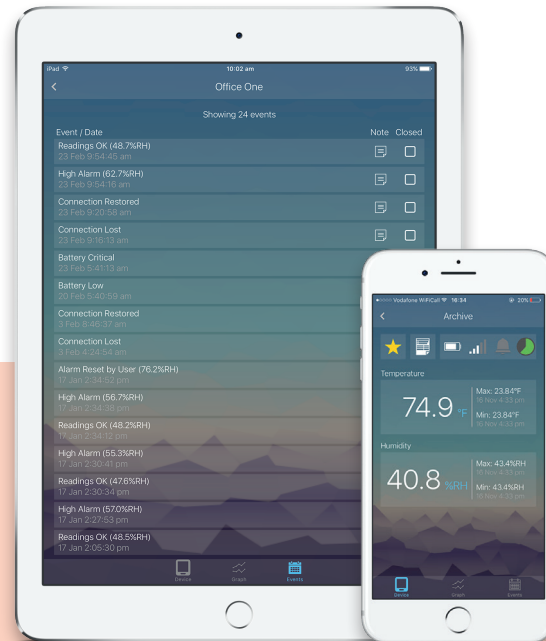 iPad
10:02 am
93%
Office One
Showing 24 events
Event / Date
Note Closed
Readings OK (48.7%RH)
23 Feb 9:54:45 am
High Alarm (62.7%RH)
23 Feb 9:54:16 am
Connection Restored
23 Feb 9:20:58 am
Connection Lost
23 Feb 9:16:13 am
Battery Critical
23 Feb 5:41:13 am
Battery Low
20 Feb 5:40:59 am
Connection Restored
3 Feb 8:46:37 am
Connection Lost
3 Feb 4:24:54 am
Alarm Reset by User (76.2%RH)
17 Jan 2:34:52 pm
High Alarm (56.7%RH)
17 Jan 2:34:38 pm
Readings OK (48.2%RH)
17 Jan 2:34:12 pm
High Alarm (55.3%RH)
17 Jan 2:30:41 pm
Readings OK (47.6%RH)
17 Jan 2:30:34 pm
High Alarm (57.0%RH)
17 Jan 2:27:53 pm
Readings OK (48.5%RH)
17 Jan 2:05:30 pm
Device
Graph
Events
Vodafone WiFiCall 16:34 20%
Archive
Temperature
74.9 °F
Max: 23.84°F
16 Nov 4:33 pm
Min: 23.84°F
16 Nov 4:33 pm
Humidity
40.8 %RH
Max: 43.4%RH
16 Nov 4:33 pm
Min: 43.4%RH
16 Nov 4:33 pm
Device
Graph
Events